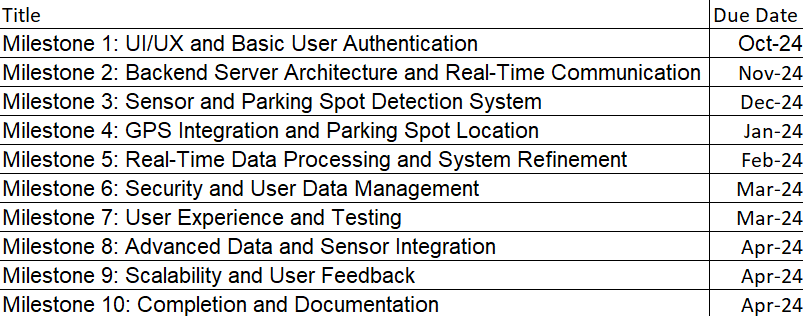 Title Due Date
Milestone 1: UI/UX and Basic User Authentication Oct-24
Milestone 2: Backend Server Architecture and Real-Time Communication Nov-24
Milestone 3: Sensor and Parking Spot Detection System Dec-24
Milestone 4: GPS Integration and Parking Spot Location Jan-24
Milestone 5: Real-Time Data Processing and System Refinement Feb-24
Milestone 6: Security and User Data Management Mar-24
Milestone 7: User Experience and Testing Mar-24
Milestone 8: Advanced Data and Sensor Integration Apr-24
Milestone 9: Scalability and User Feedback Apr-24
Milestone 10: Completion and Documentation Apr-24